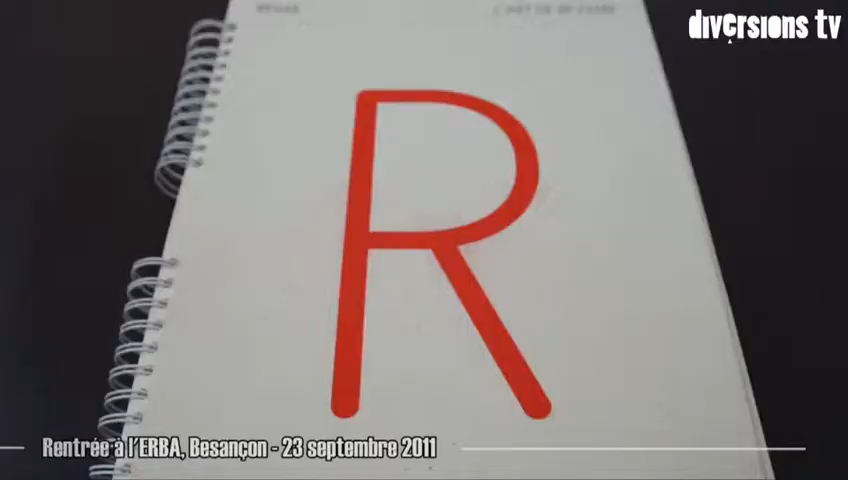 diversions tv
R
Rentrée à l'ERBA, Besançon - 23 septembre 2011